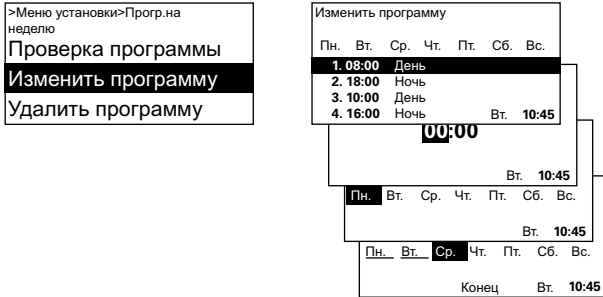 >Меню установки>Прогр.на
неделю
Проверка программы
Изменить программу
Удалить программу
Изменить программу
Пн. Вт. Ср. Чт. Пт. Сб. Вс.
1. 08:00 День
2. 18:00 Ночь
3. 10:00 День
4. 16:00 Ночь Вт. 10:45
00:00
Вт. 10:45
Пн. Вт. Ср. Чт. Пт. Сб. Вс.
Вт. 10:45
Пн. Вт. Ср. Чт. Пт. Сб. Вс.
Конец Вт. 10:45